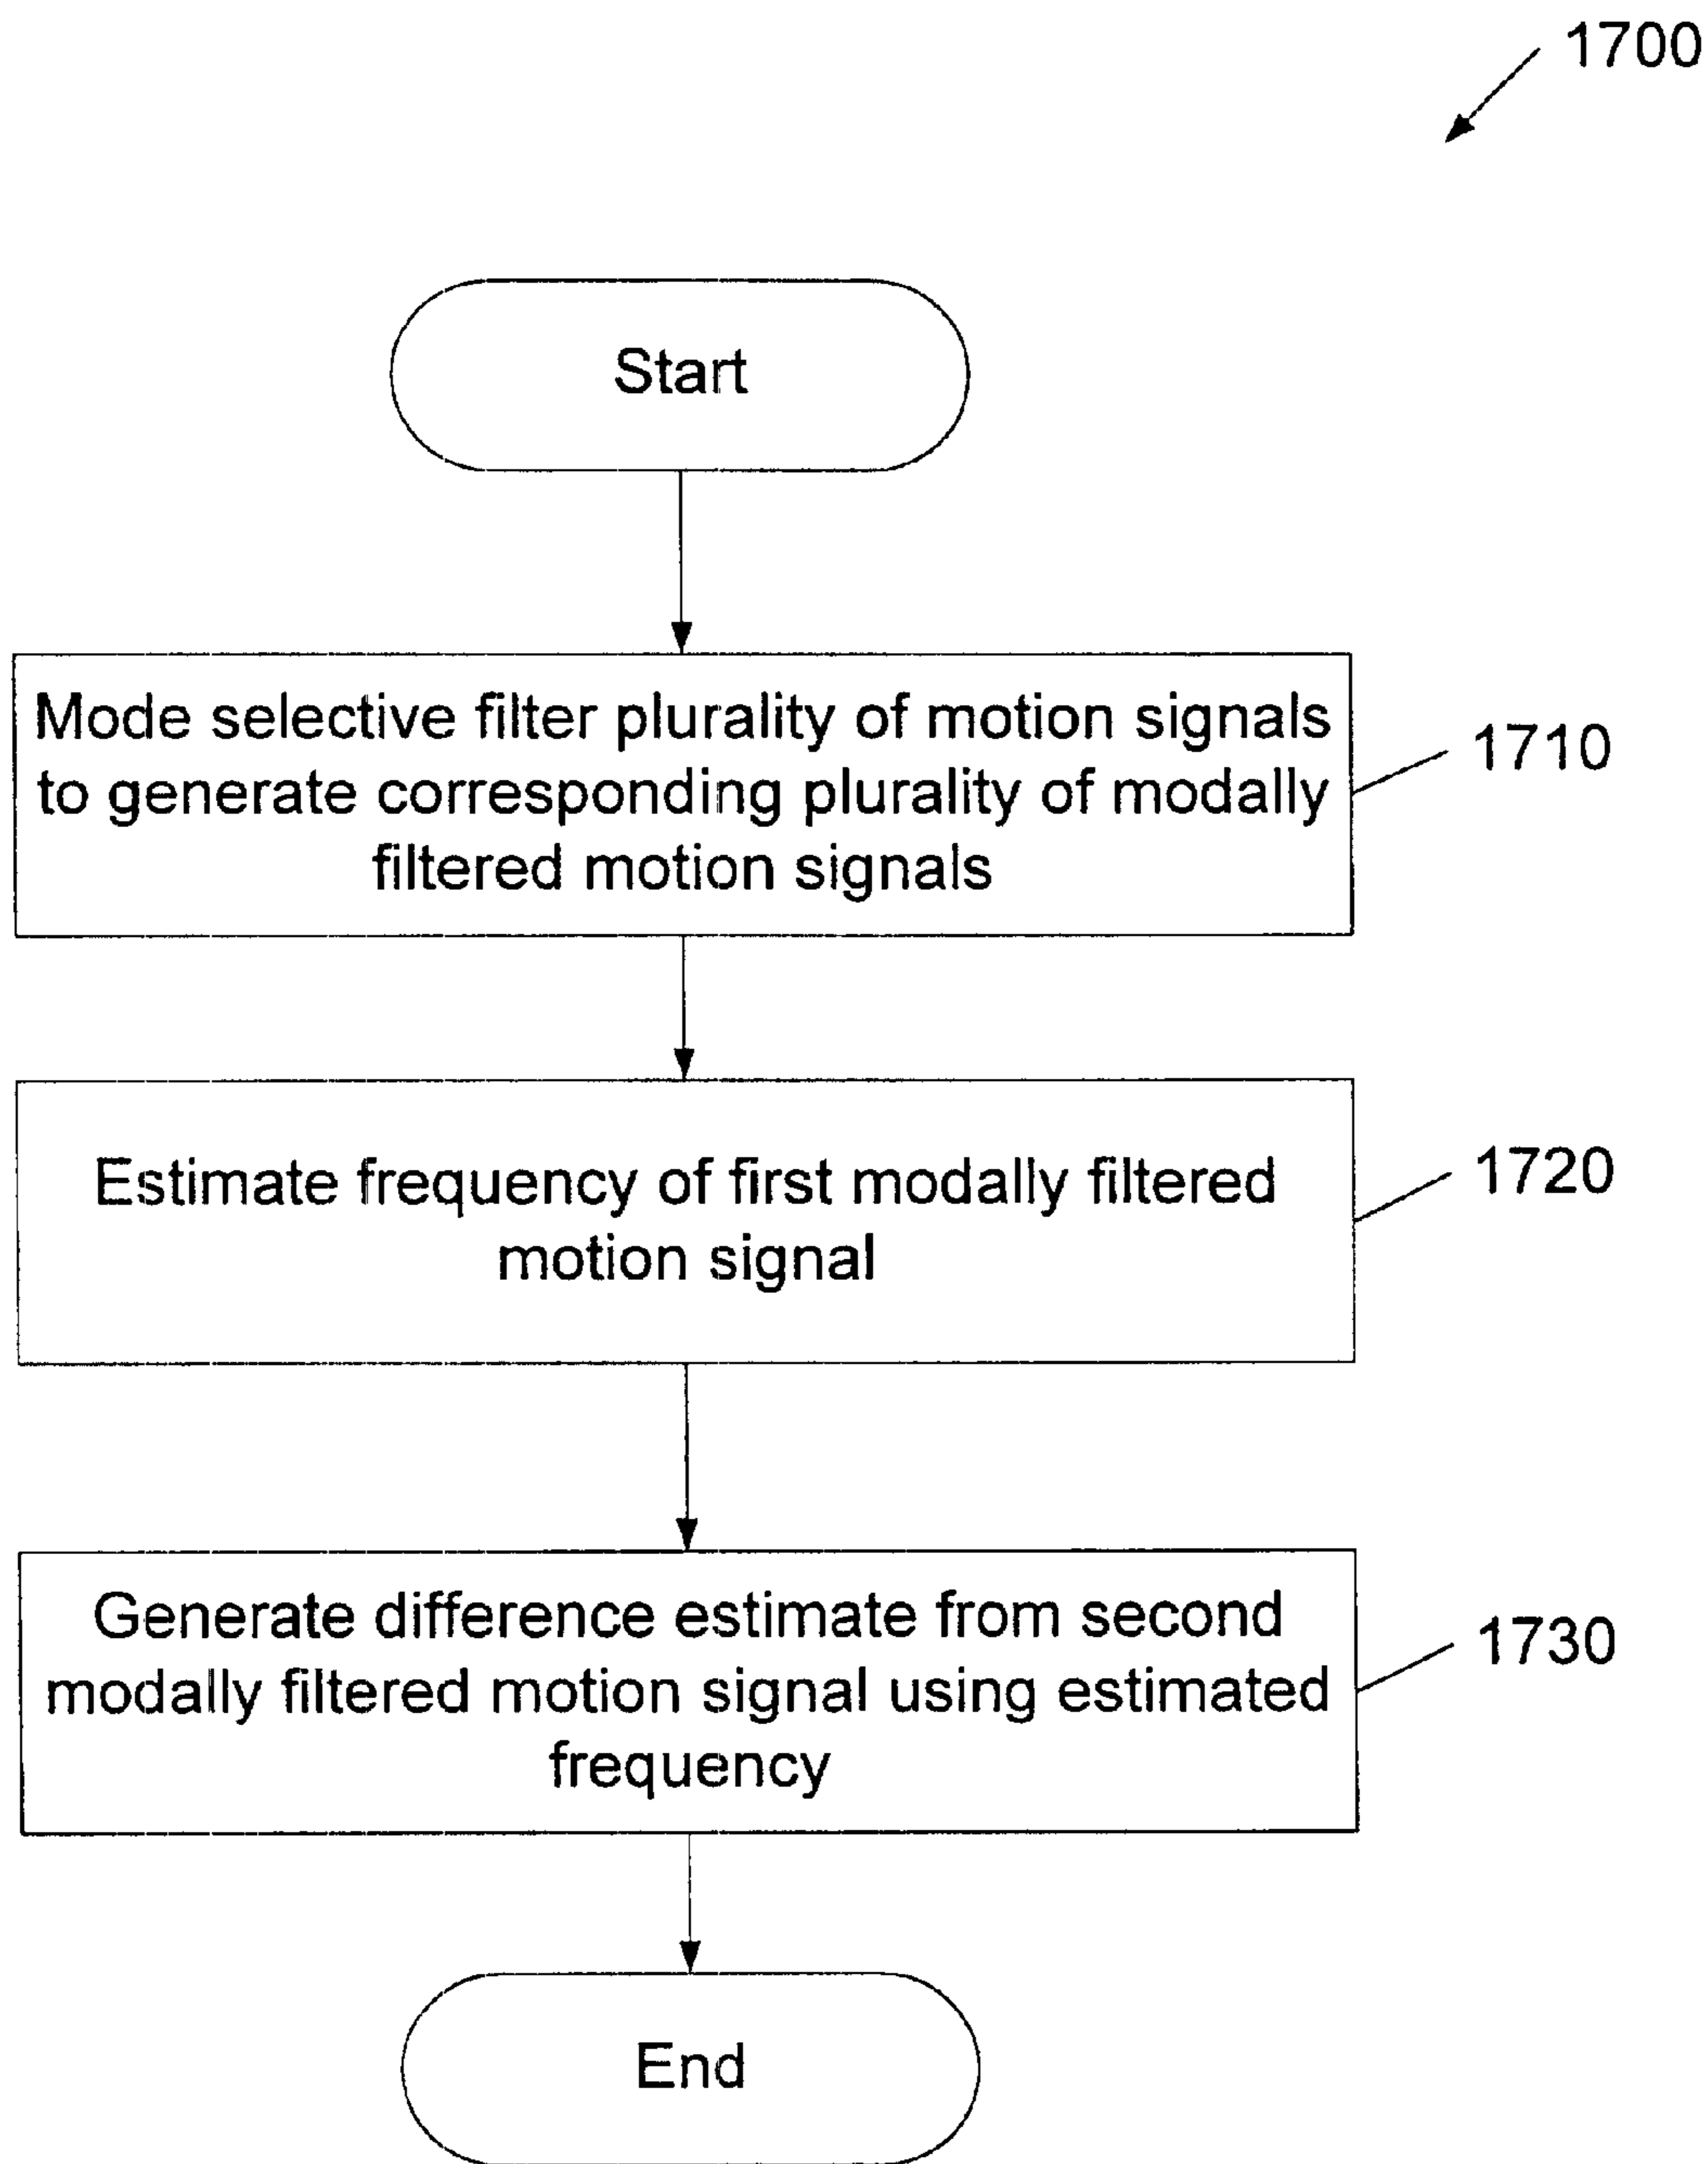 1700
Start
Mode selective filter plurality of motion signals
to generate corresponding plurality of modally
filtered motion signals
1710
Estimate frequency of first modally filtered
motion signal
1720
Generate difference estimate from second
modally filtered motion signal using estimated
frequency
1730
End